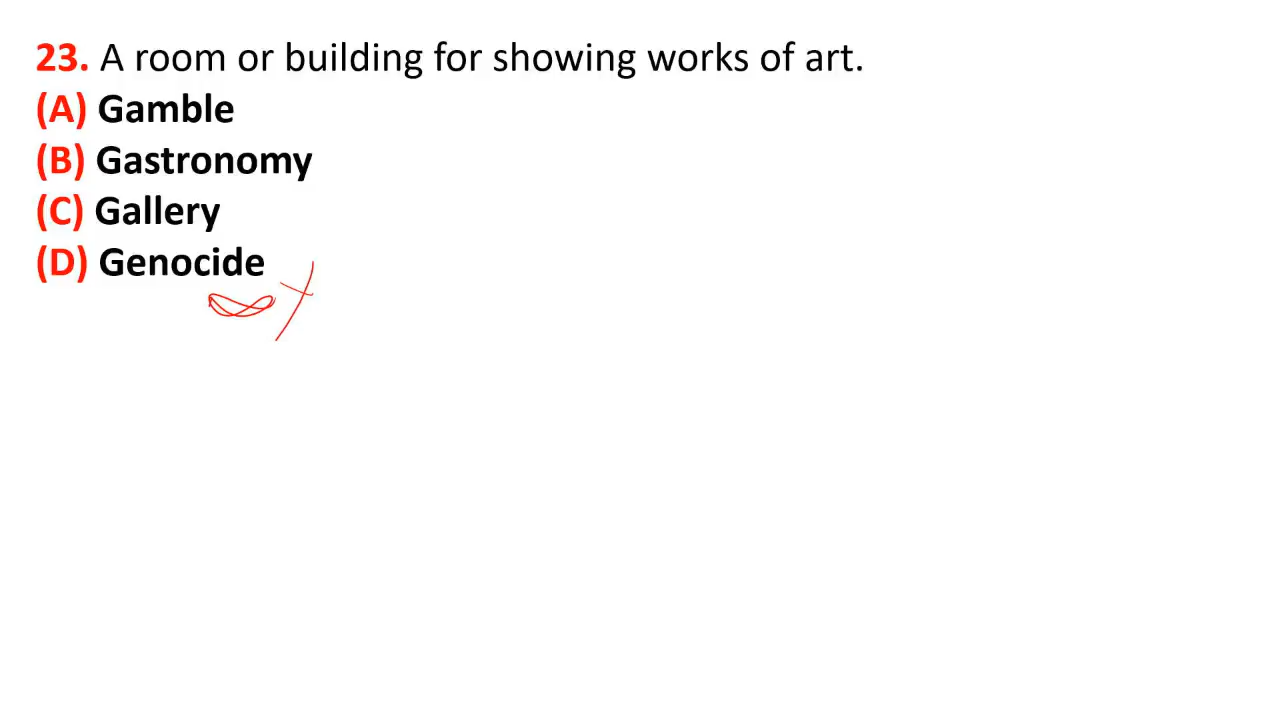 23. A room or building for showing works of art.
(A) Gamble
(B) Gastronomy
(C) Gallery
(D) Genocide